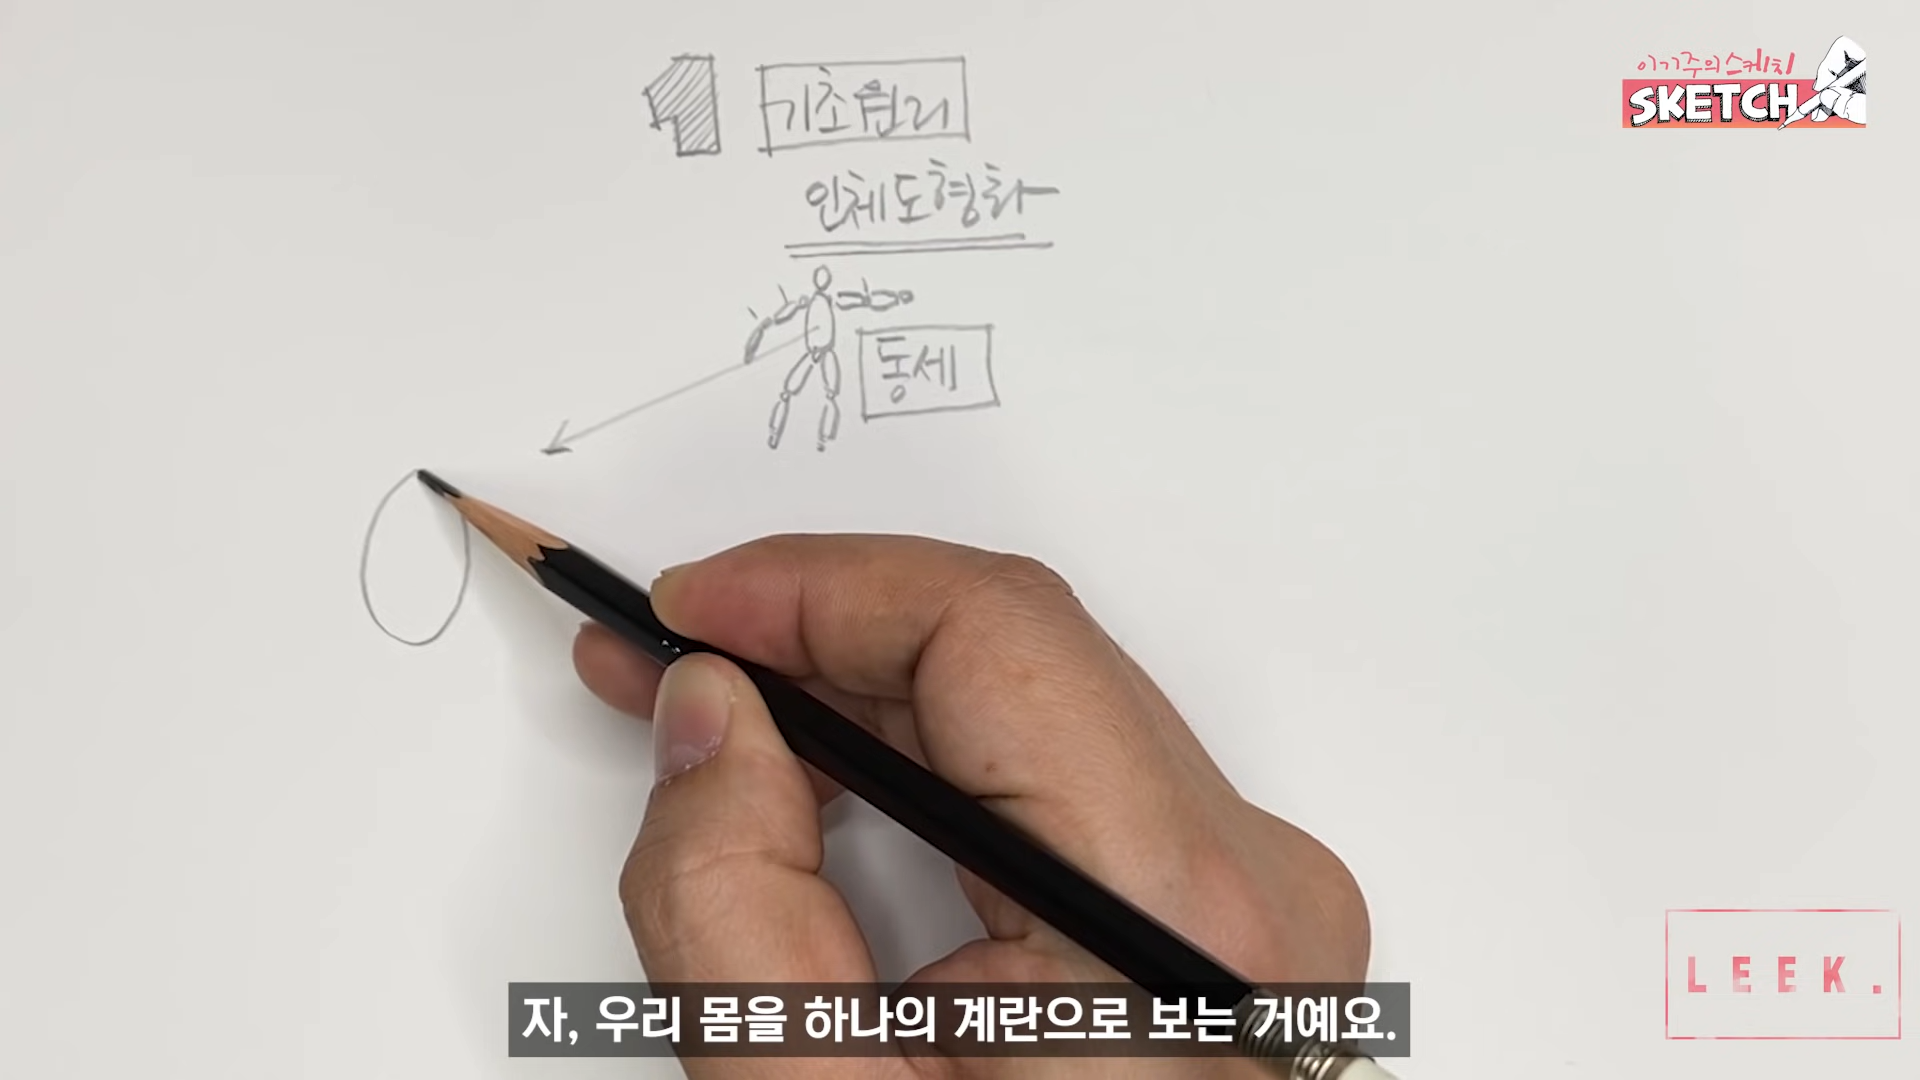 1 기초원리
인체도형화
동세
이기주의스케치
SKETCH
LEEK.
자, 우리 몸을 하나의 계란으로 보는 거예요.